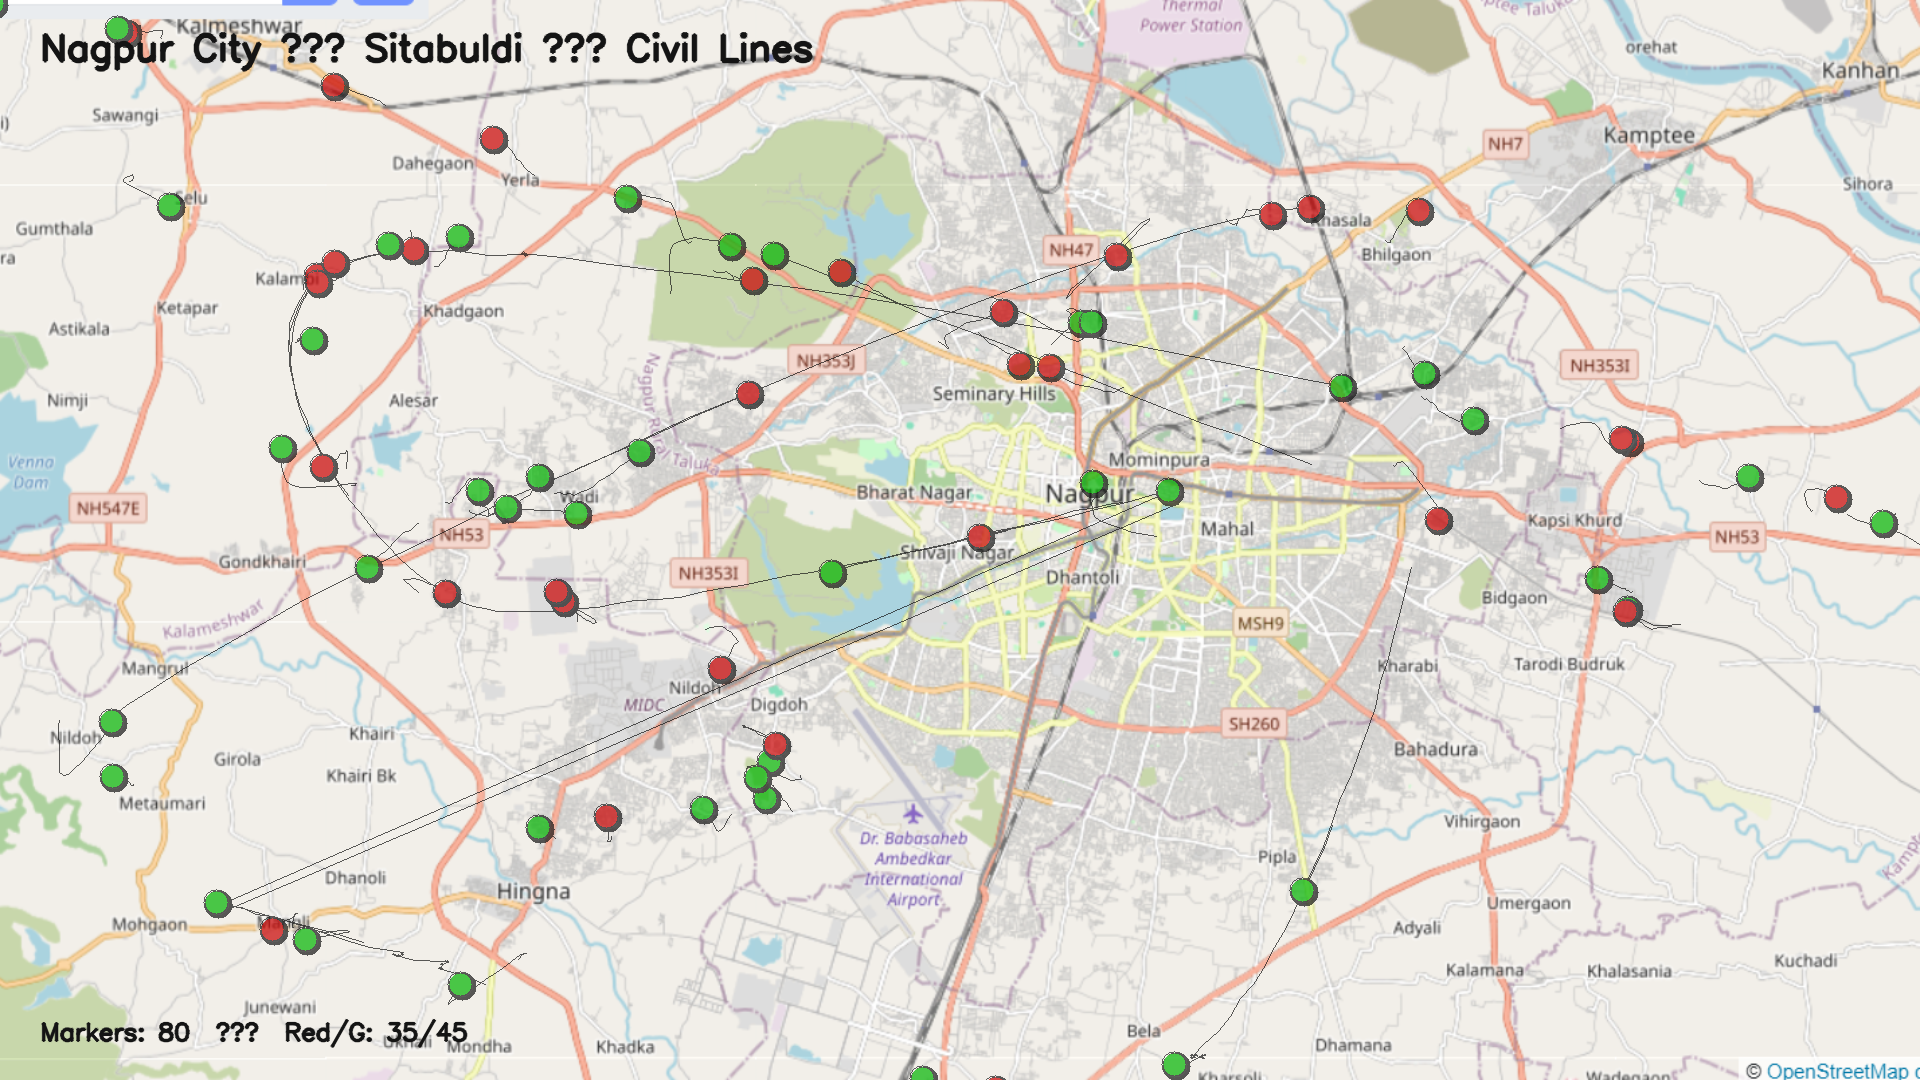 Kalmeshwar
Nagpur City ??? Sitabuldi ??? Civil Lines
Thermal
Power Station
orehat
Kanhan
Sawangi
Kamptee
NH7
Dahegaon
Yerla
Sihora
Selu
Gumthala
Khasala
NH47
Bhilgaon
Ketapar
Khadgaon
Astikala
NH353J
NH353I
Seminary Hills
Nimji
Alesar
Nagpur Rural Taluka
Mominpura
Venna
Dam
Wadi
Bharat Nagar
Nagpur
NH547E
NH53
Mahal
Kapsi Khurd
NH53
Gondkhairi
Shivaji Nagar
NH353I
Dhantoli
Bidgaon
Kalameshwar
MSH9
Mangrul
Kharabi
Tarodi Budruk
Nildoh
MIDC
Digdoh
SH260
Nildoh
Khairi
Bahadura
Girola
Khairi Bk
Metaumari
Vihirgaon
Dr. Babasaheb
Ambedkar
International
Airport
Pipla
Dhanoli
Hingna
Umergaon
Mohgaon
Adyali
Kalamana
Khalasania
Kuchadi
Junewani
Markers: 80 ??? Red/G: 35/45
Mondha
Khadka
Bela
Dhamana
Kharsoli
Wadegaon
© OpenStreetMap